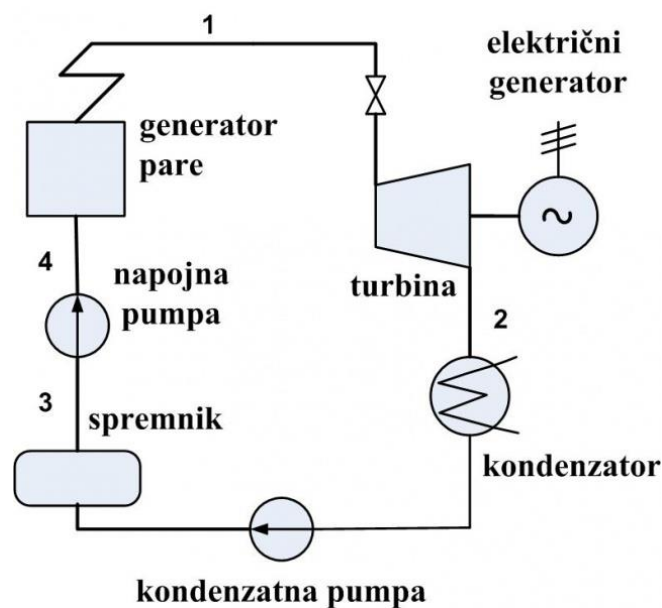 1
električni
generator
generator
pare
4
napojna
pumpa
turbina
2
3
spremnik
kondenzator
kondenzatna pumpa